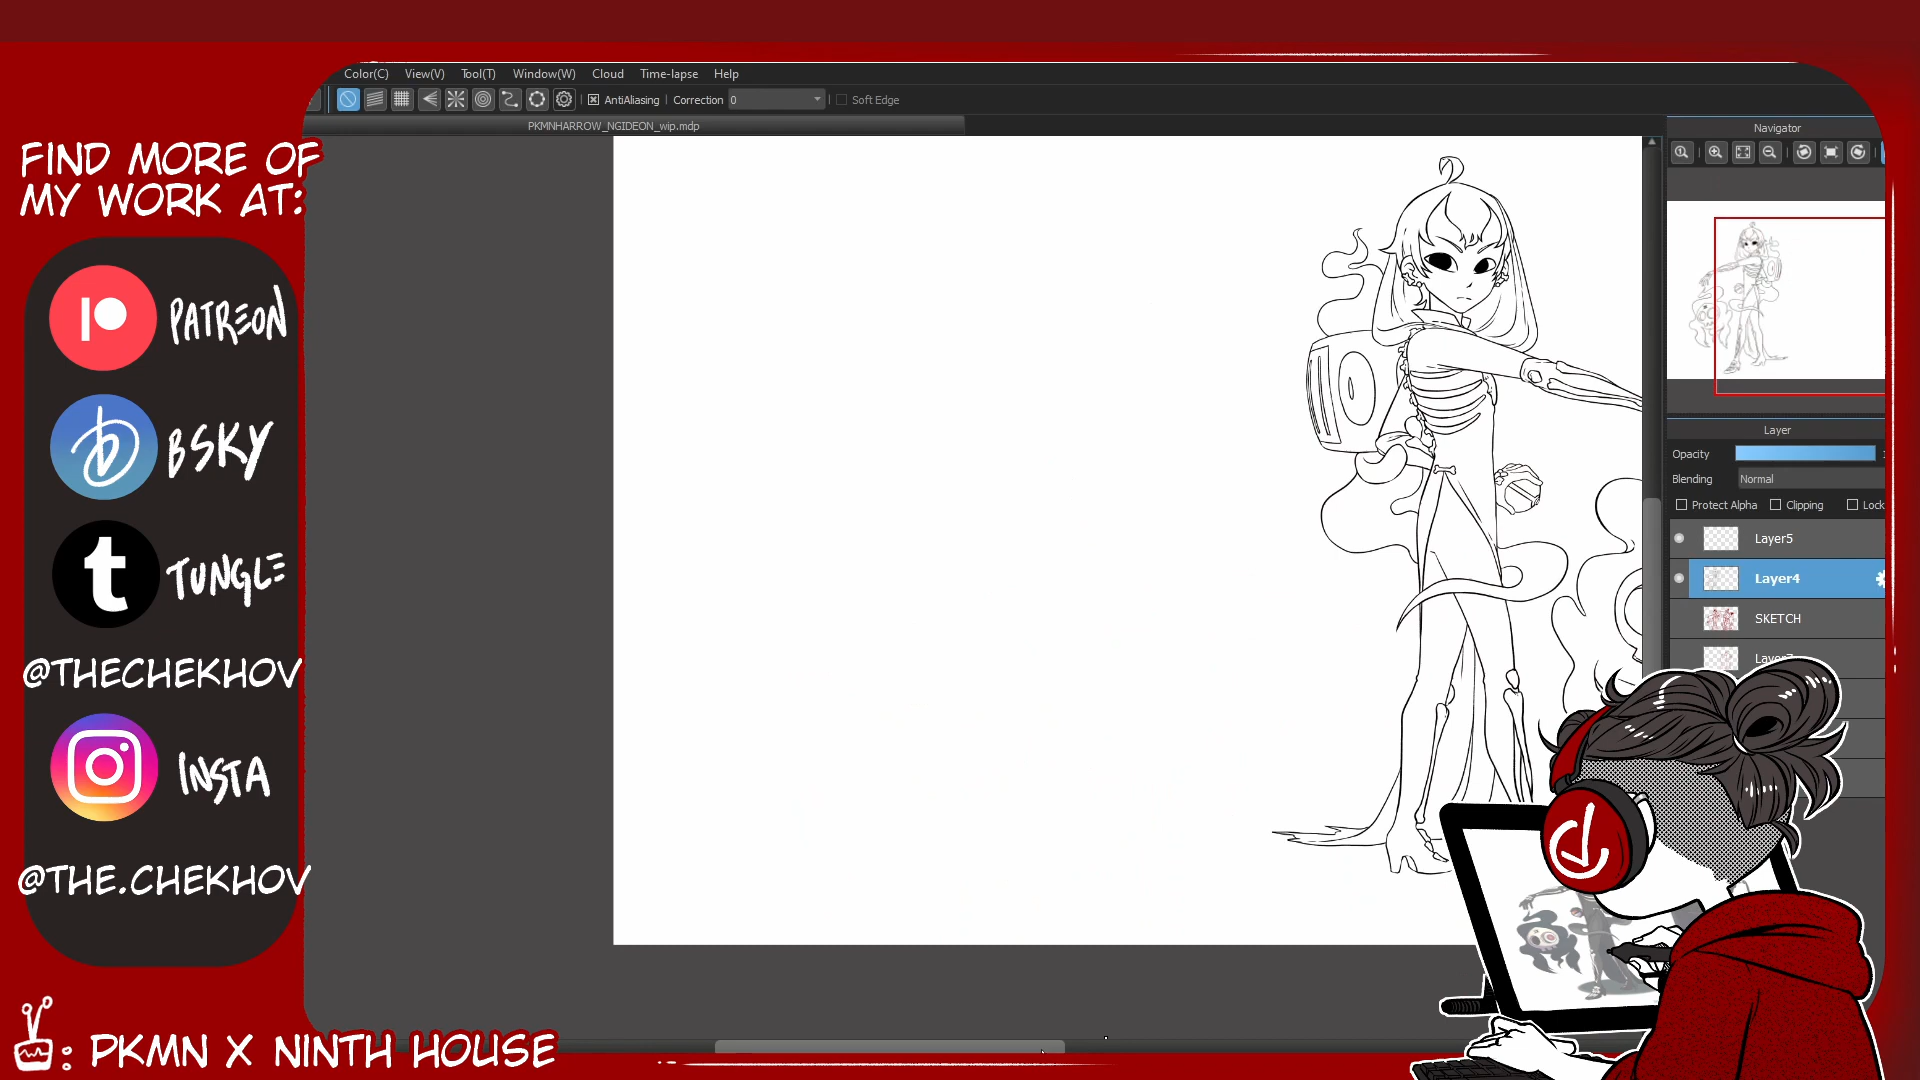 Color(C) View(V) Tool(T) Window(W) Cloud Time-lapse Help
AntiAliasing Correction 0 Soft Edge
PKMNHARROW_NGIDEON_wip.mdp
Navigator
FIND MORE OF
MY WORK AT:
PATREON
BSKY
t TUNGLE
@THECHEKHOV
INSTA
@THE.CHEKHOV
: PKMN X NINTH HOUSE
Layer
Opacity
Blending Normal
Protect Alpha Clipping Lock
Layer5
Layer4
SKETCH